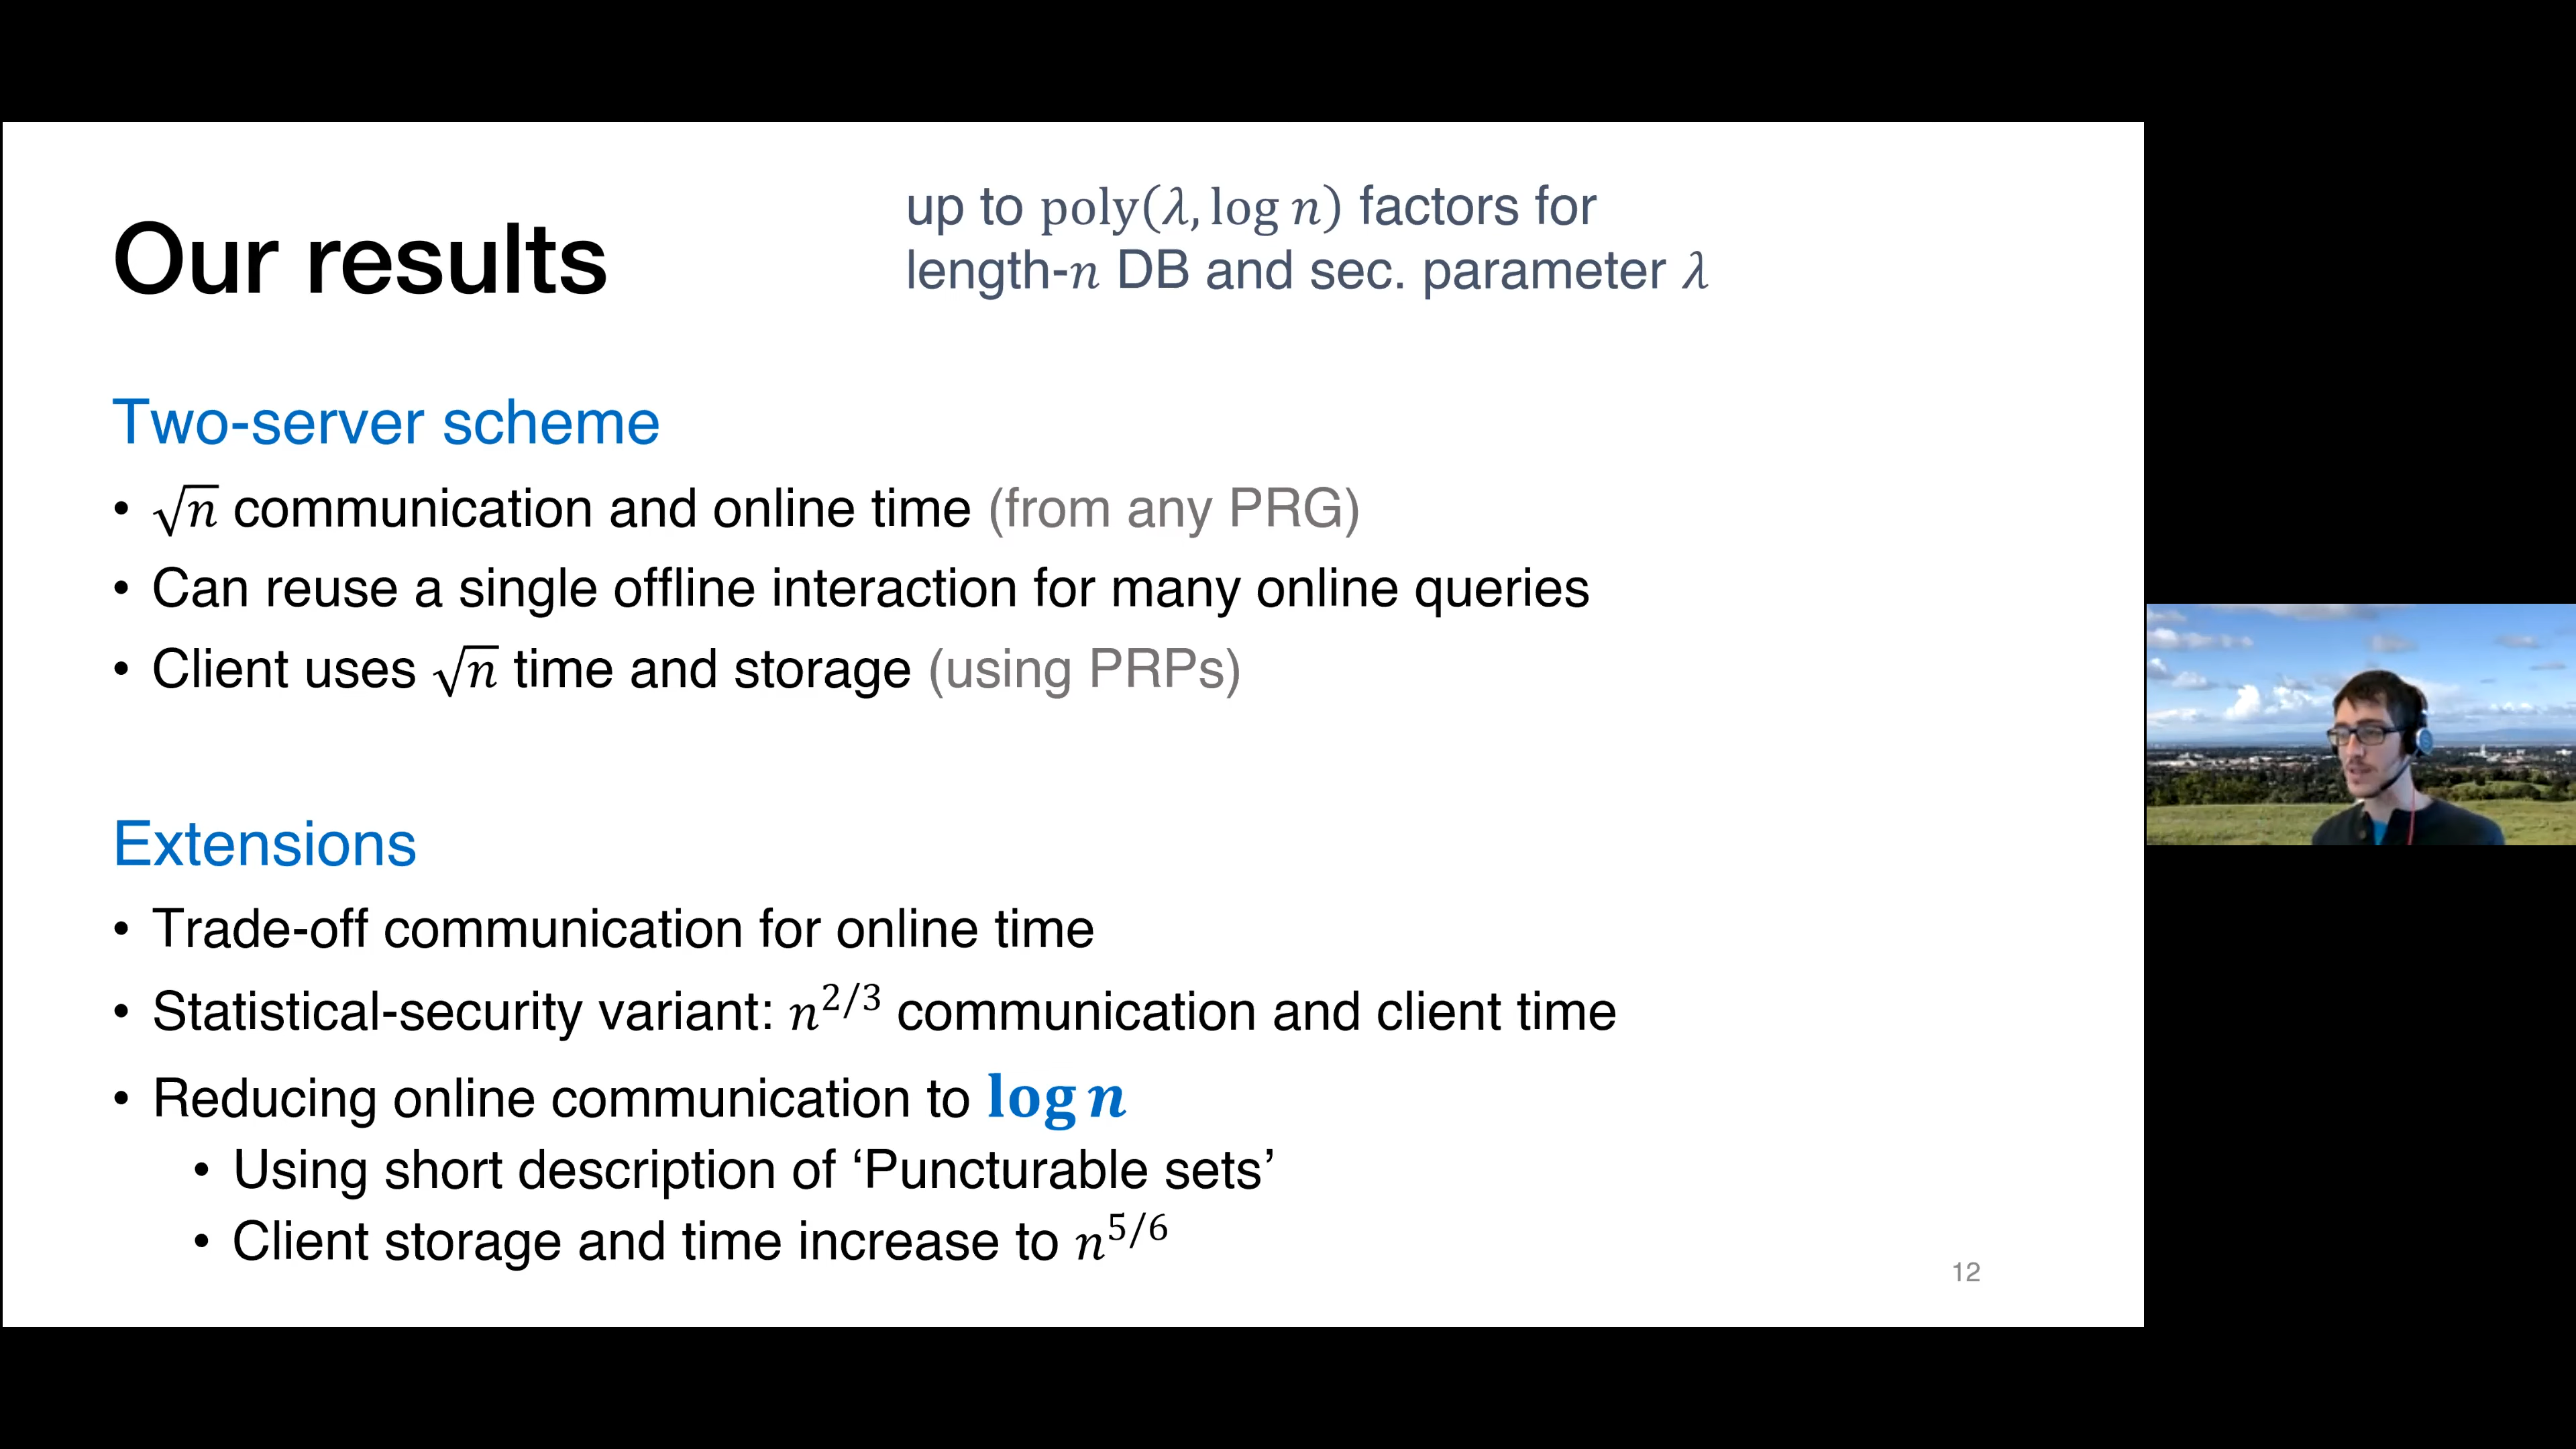 Our results
up to poly(λ, log n) factors for
length-n DB and sec. parameter λ
Two-server scheme
• √n communication and online time (from any PRG)
• Can reuse a single offline interaction for many online queries
• Client uses √n time and storage (using PRPs)
Extensions
• Trade-off communication for online time
• Statistical-security variant: n^{2/3} communication and client time
• Reducing online communication to log n
• Using short description of ‘Puncturable sets’
• Client storage and time increase to n^{5/6}
12